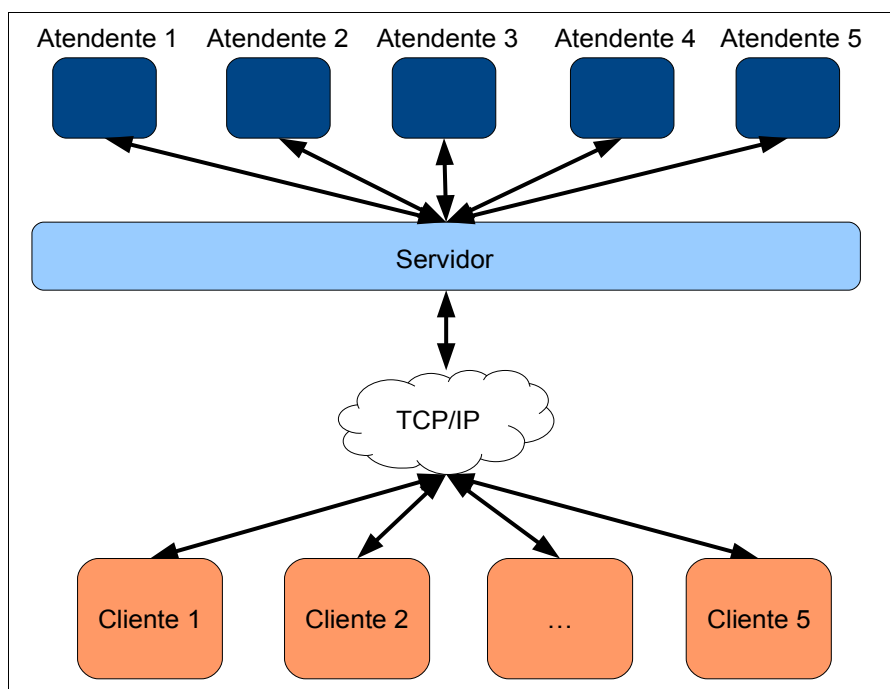 Atendente 1
Atendente 2
Atendente 3
Atendente 4
Atendente 5
Servidor
TCP/IP
Cliente 1
Cliente 2
...
Cliente 5